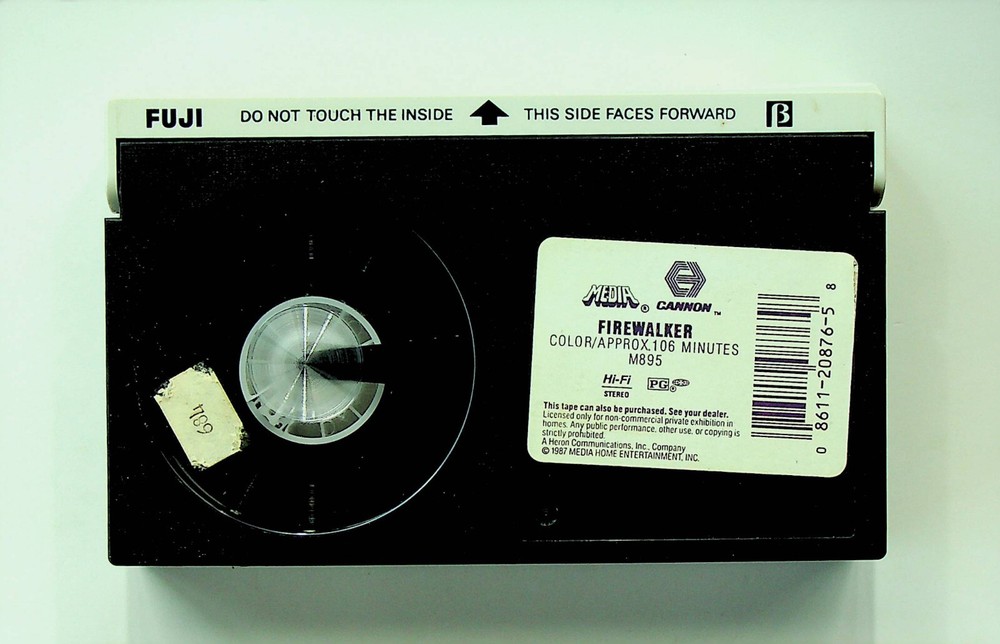 FUJI DO NOT TOUCH THE INSIDE THIS SIDE FACES FORWARD β
684
MEDIA® CANNON™
FIREWALKER
COLOR/APPROX.106 MINUTES
M895
Hi-Fi
STEREO
PG
This tape can also be purchased. See your dealer.
Licensed only for non-commercial private exhibition in
homes. Any public performance, other use, or copying is
strictly prohibited.
A Heron Communications, Inc., Company
© 1987 MEDIA HOME ENTERTAINMENT, INC.
0 8611-20876-5 8